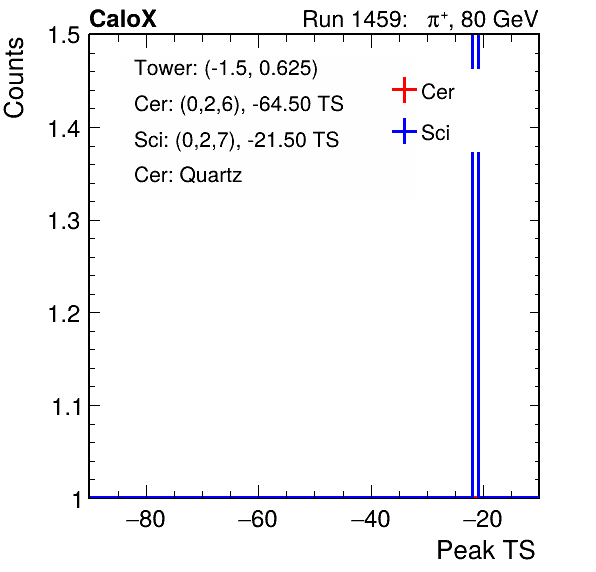 CaloX Run 1459: π⁺, 80 GeV
Counts
1.5
1.4
1.3
1.2
1.1
1
Tower: (-1.5, 0.625)
Cer: (0,2,6), -64.50 TS
Sci: (0,2,7), -21.50 TS
Cer: Quartz
Cer
Sci
−80 −60 −40 −20
Peak TS